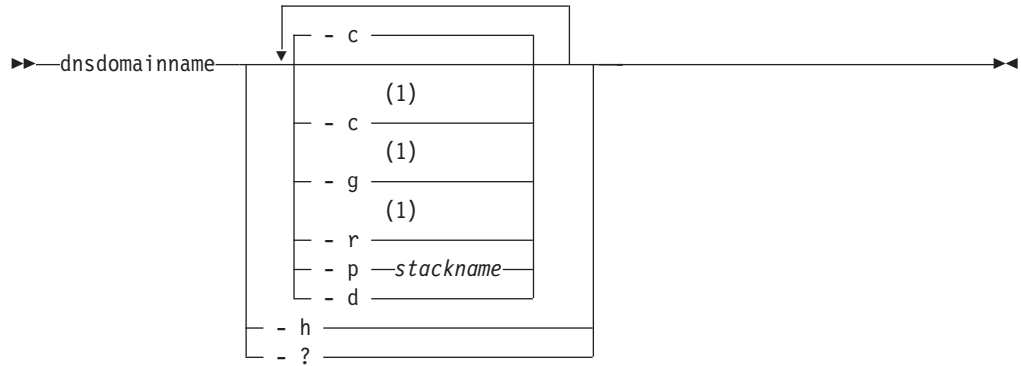 - c
dnsdomainname
(1)
- c
(1)
- g
(1)
- r
- p stackname
- d
- h
- ?